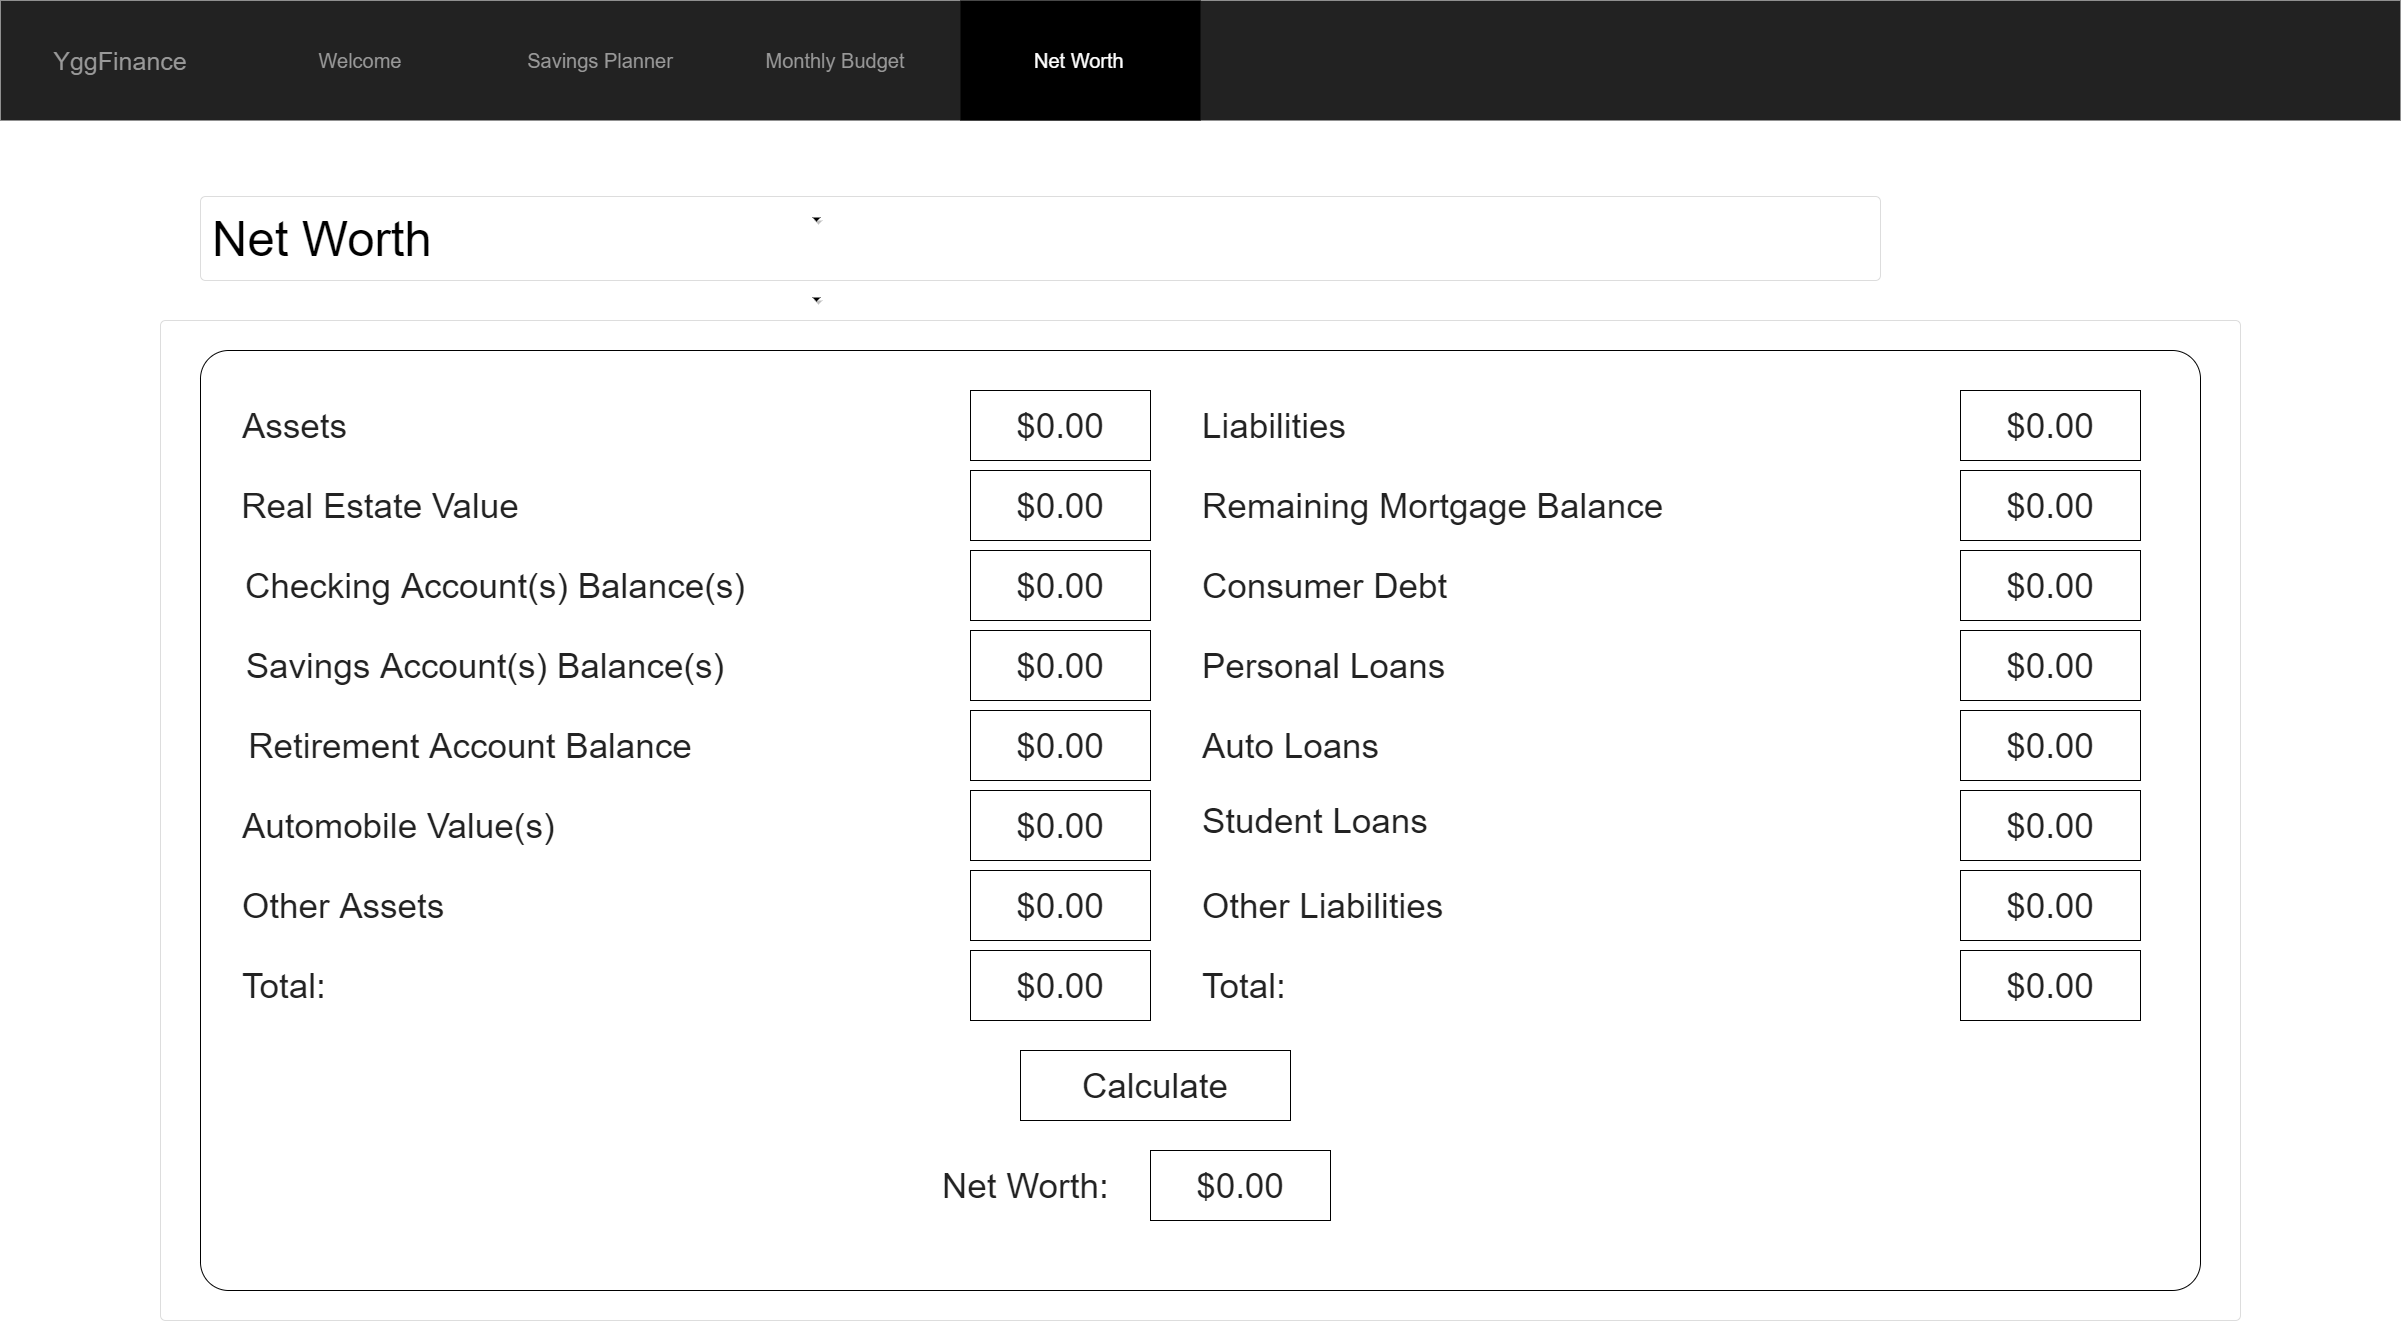 YggFinance Welcome Savings Planner Monthly Budget Net Worth
Net Worth
Assets $0.00 Liabilities $0.00
Real Estate Value $0.00 Remaining Mortgage Balance $0.00
Checking Account(s) Balance(s) $0.00 Consumer Debt $0.00
Savings Account(s) Balance(s) $0.00 Personal Loans $0.00
Retirement Account Balance $0.00 Auto Loans $0.00
Automobile Value(s) $0.00 Student Loans $0.00
Other Assets $0.00 Other Liabilities $0.00
Total: $0.00 Total: $0.00
Calculate
Net Worth: $0.00